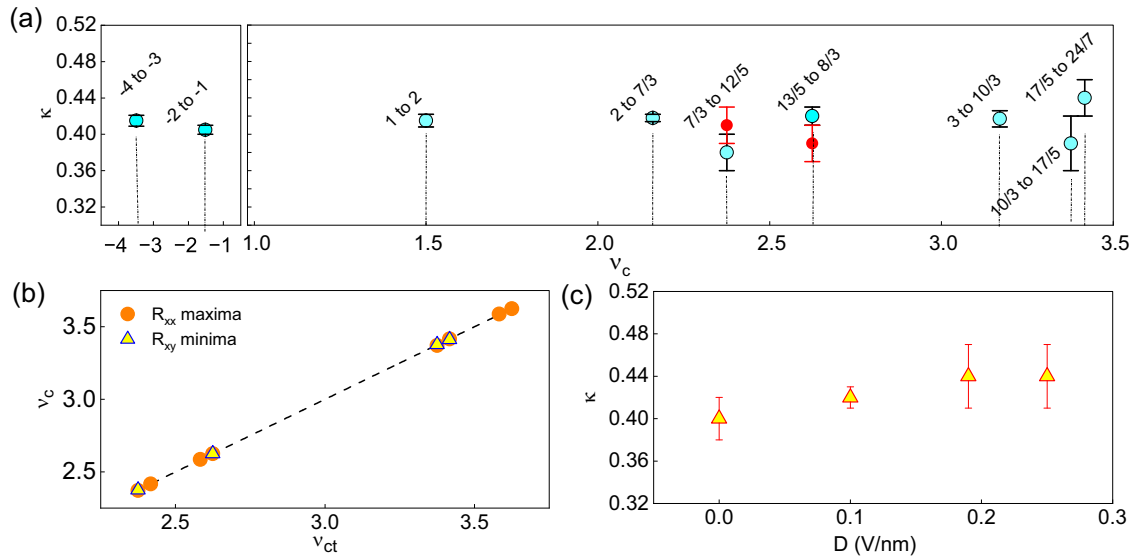 (a)
κ
0.52
0.44
0.40
0.36
0.32
-4 to -3
-2 to -1
1 to 2
2 to 7/3
7/3 to 12/5
13/5 to 8/3
3 to 10/3
10/3 to 17/5
17/5 to 24/7
−4 −3 −2 −1 1.0 1.5 2.0 2.5 3.0 3.5
νc
(b)
R_xx maxima
R_xy minima
νc
3.5
3.0
2.5
2.5 3.0 3.5
ν_ct
(c)
κ
0.52
0.48
0.44
0.40
0.36
0.32
0.0 0.1 0.2 0.3
D (V/nm)